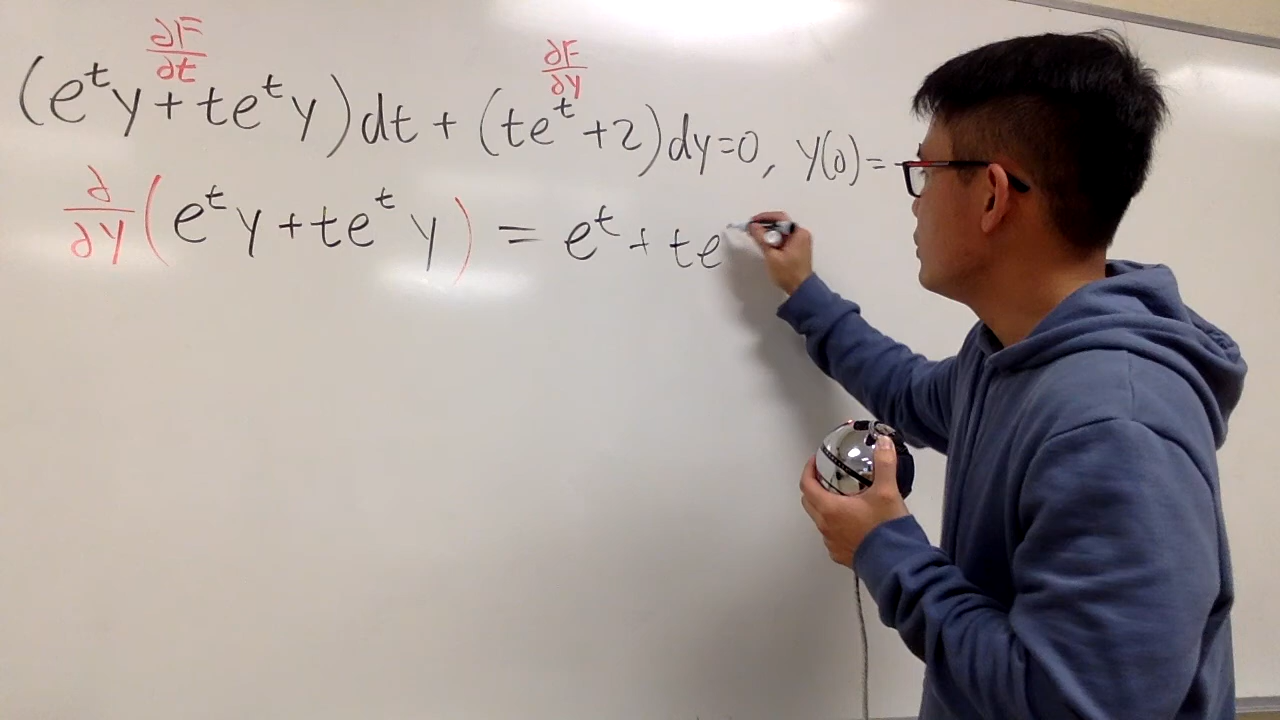 ∂F/∂t ∂F/∂y
(e^t y + te^t y)dt + (te^t + 2)dy = 0, y(0) = -
∂/∂y (e^t y + te^t y) = e^t + te